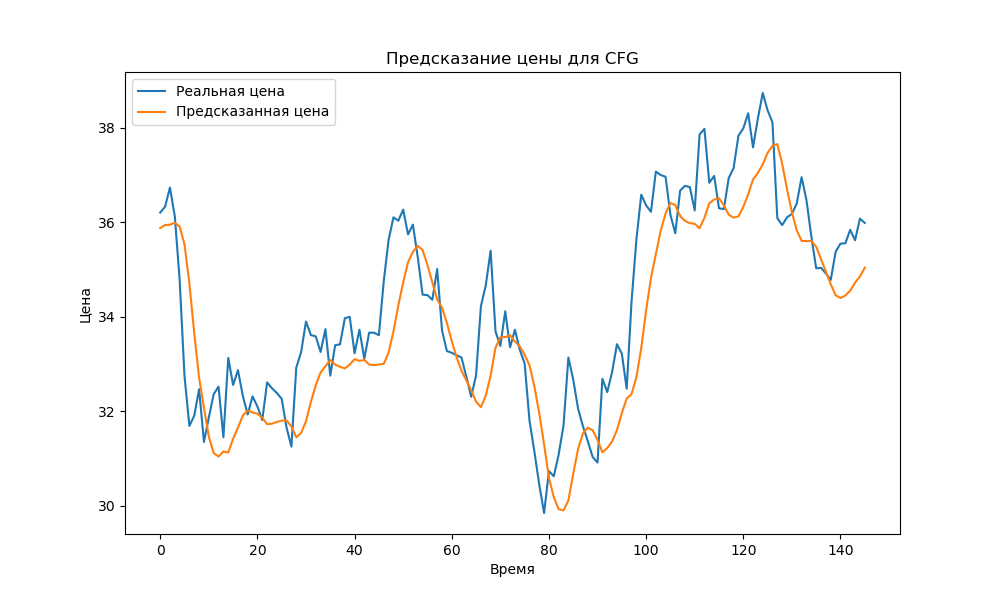 Предсказание цены для CFG
Реальная цена
Предсказанная цена
Цена
38
36
34
32
30
0 20 40 60 80 100 120 140
Время